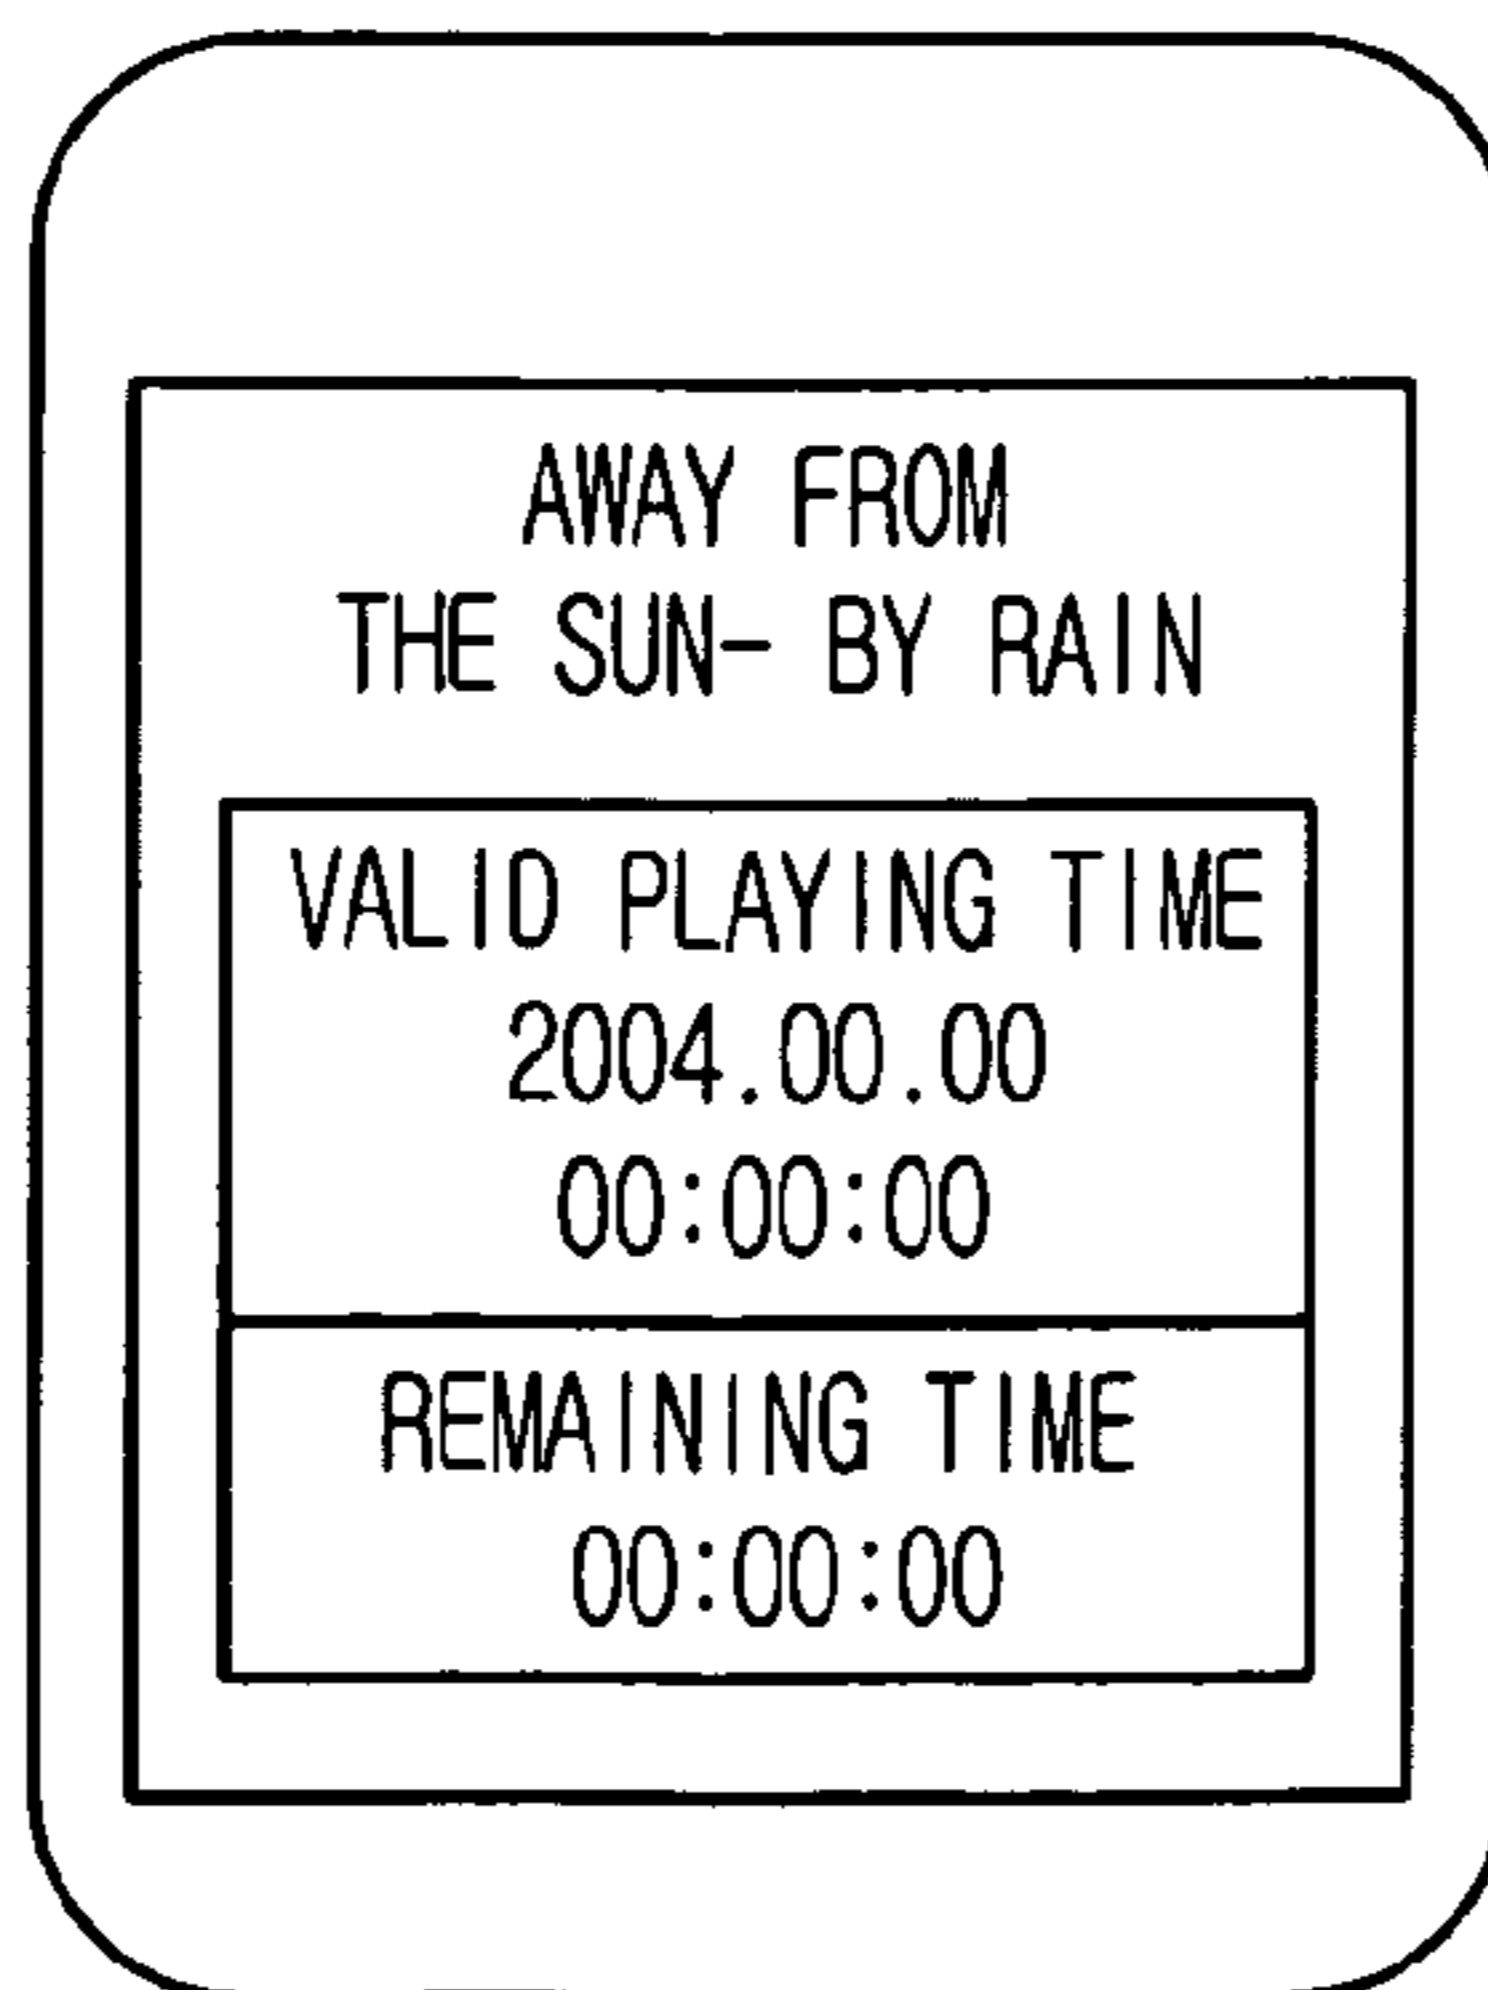 AWAY FROM
THE SUN- BY RAIN
VALID PLAYING TIME
2004.00.00
00:00:00
REMAINING TIME
00:00:00